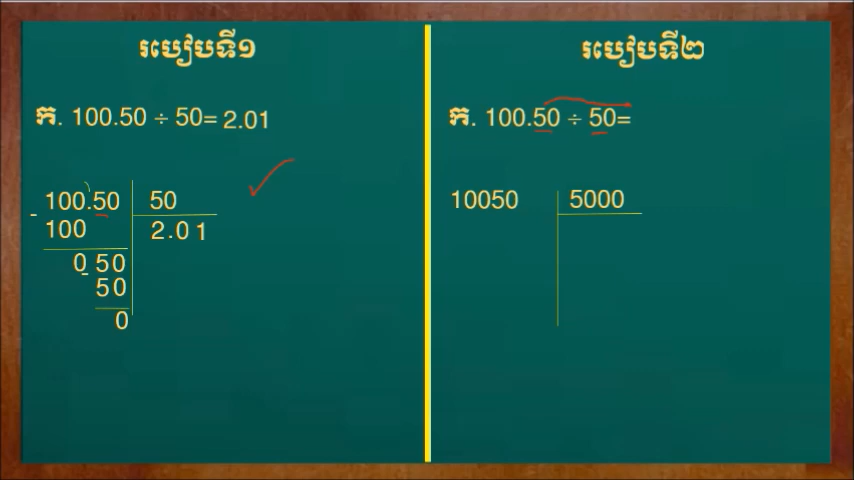 របៀបទី១
ក. 100.50 ÷ 50= 2.01
100.50 50
- 100 2.01
0 50
- 50
0
របៀបទី២
ក. 100.50 ÷ 50=
10050 5000